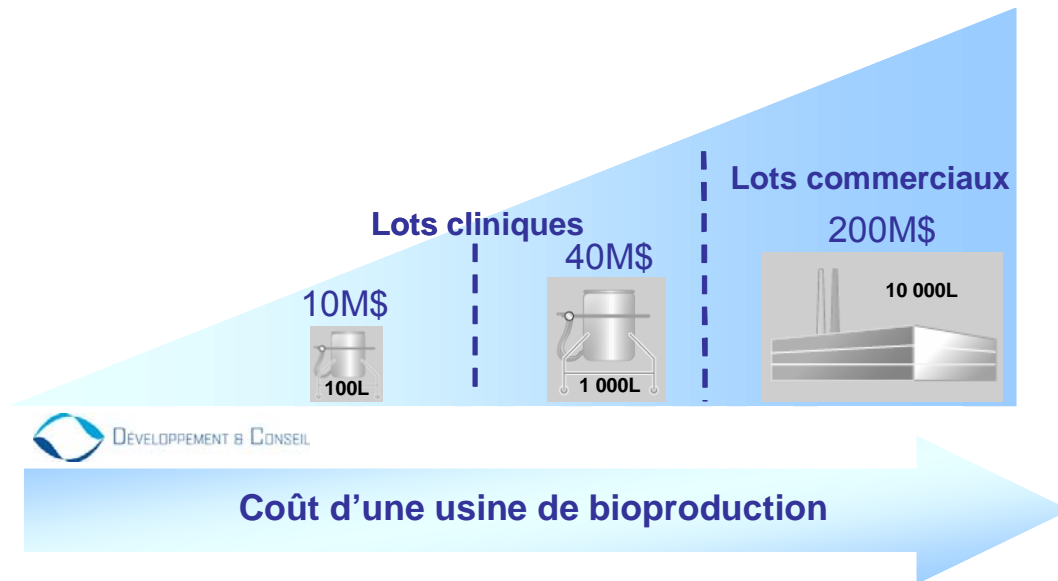 Lots commerciaux
200M$
10 000L
Lots cliniques
40M$
1 000L
10M$
100L
DÉVELOPPEMENT & CONSEIL
Coût d’une usine de bioproduction